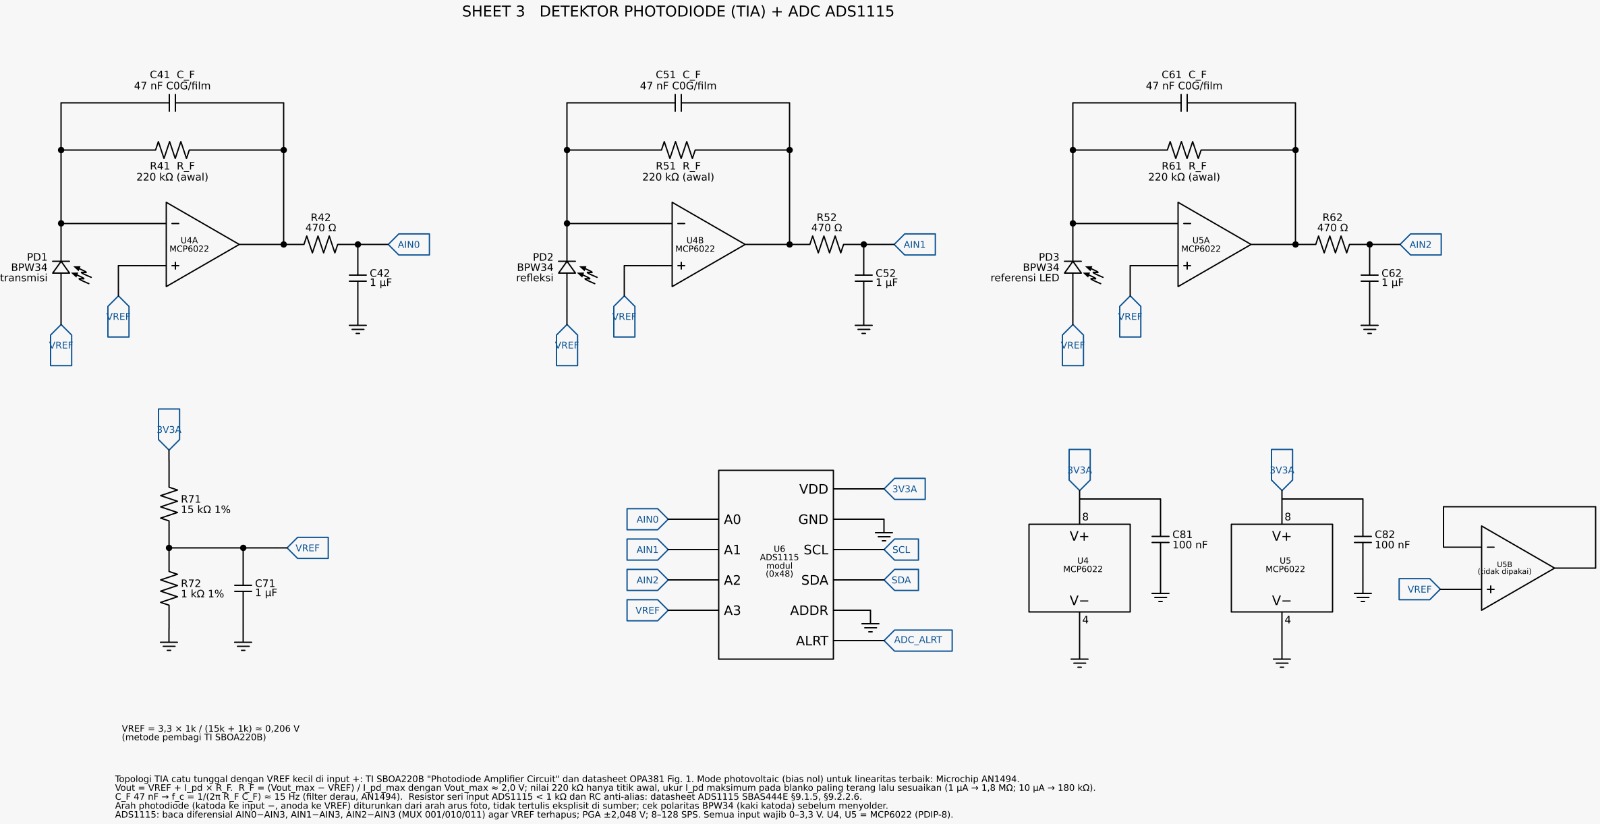 SHEET 3 DETEKTOR PHOTODIODE (TIA) + ADC ADS1115
C41 C_F
47 nF C0G/film
R41 R_F
220 kΩ (awal)
U4A
MCP6022
−
+
PD1
BPW34
transmisi
VREF
VREF
R42
470 Ω
C42
1 µF
AIN0
C51 C_F
47 nF C0G/film
R51 R_F
220 kΩ (awal)
U4B
MCP6022
−
+
PD2
BPW34
refleksi
VREF
VREF
R52
470 Ω
C52
1 µF
AIN1
C61 C_F
47 nF C0G/film
R61 R_F
220 kΩ (awal)
U5A
MCP6022
−
+
PD3
BPW34
referensi LED
VREF
VREF
R62
470 Ω
C62
1 µF
AIN2
3V3A
R71
15 kΩ 1%
R72
1 kΩ 1%
C71
1 µF
VREF
AIN0
AIN1
AIN2
VREF
A0
A1
A2
A3
U6
ADS1115
modul
(0x48)
VDD
GND
SCL
SDA
ADDR
ALRT
3V3A
SCL
SDA
ADC_ALRT
3V3A
8
V+
U4
MCP6022
V−
4
C81
100 nF
3V3A
8
V+
U5
MCP6022
V−
4
C82
100 nF
VREF
−
U5B
(tidak dipakai)
+
VREF = 3,3 × 1k / (15k + 1k) ≈ 0,206 V
(metode pembagi TI SBOA220B)
Topologi TIA catu tunggal dengan VREF kecil di input +: TI SBOA220B "Photodiode Amplifier Circuit" dan datasheet OPA381 Fig. 1. Mode photovoltaic (bias nol) untuk linearitas terbaik: Microchip AN1494.
Vout = VREF + I_pd × R_F. R_F = (Vout_max − VREF) / I_pd_max dengan Vout_max ≈ 2,0 V; nilai 220 kΩ hanya titik awal, ukur I_pd maksimum pada blanko paling terang lalu sesuaikan (1 µA → 1,8 MΩ; 10 µA → 180 kΩ).
C_F 47 nF → f_c = 1/(2π R_F C_F) ≈ 15 Hz (filter derau, AN1494). Resistor seri input ADS1115 < 1 kΩ dan RC anti-alias: datasheet ADS1115 SBAS444E §9.1.5, §9.2.2.6.
Arah photodiode (katoda ke input −, anoda ke VREF) diturunkan dari arah arus foto, tidak tertulis eksplisit di sumber; cek polaritas BPW34 (kaki katoda) sebelum menyolder.
ADS1115: baca diferensial AIN0−AIN3, AIN1−AIN3, AIN2−AIN3 (MUX 001/010/011) agar VREF terhapus; PGA ±2,048 V; 8–128 SPS. Semua input wajib 0–3,3 V. U4, U5 = MCP6022 (PDIP-8).